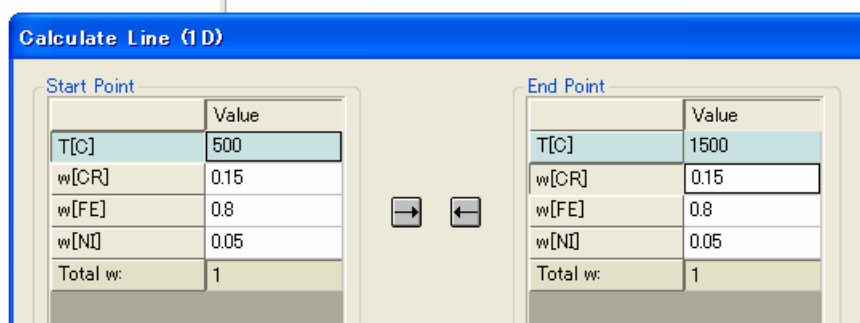 Calculate Line (1D)
Start Point
Value
T[C] 500
w[CR] 0.15
w[FE] 0.8
w[NI] 0.05
Total w: 1
End Point
Value
T[C] 1500
w[CR] 0.15
w[FE] 0.8
w[NI] 0.05
Total w: 1